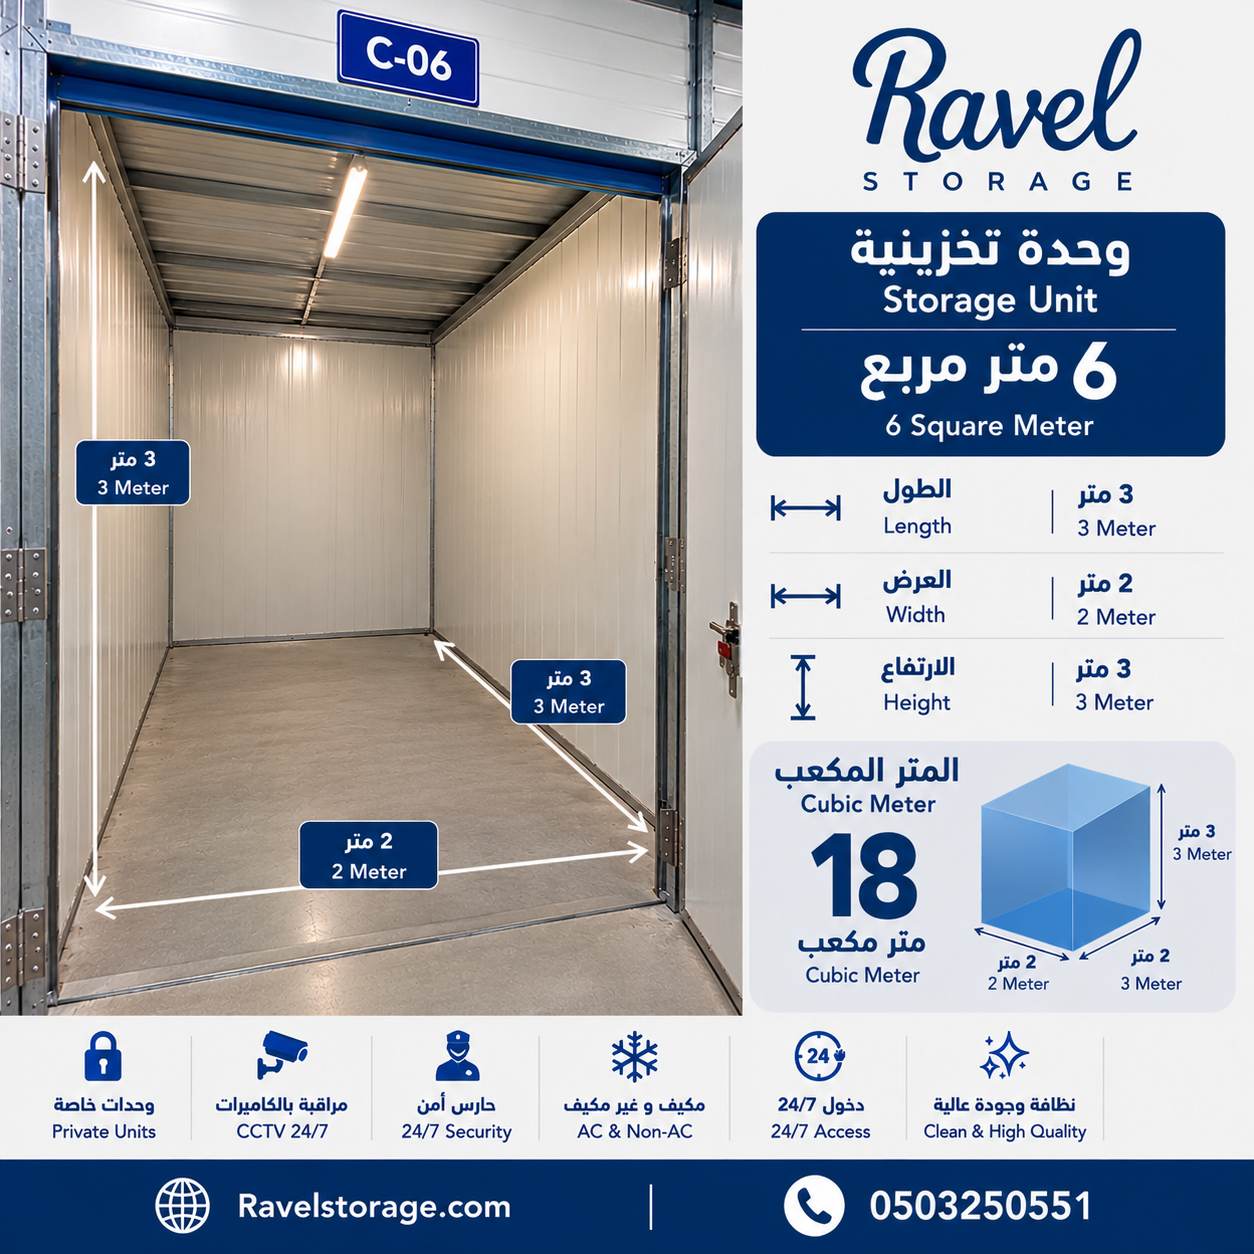 C-06
3 متر
3 Meter
3 متر
3 Meter
2 متر
2 Meter
Ravel
STORAGE
وحدة تخزينية
Storage Unit
6 متر مربع
6 Square Meter
الطول
Length
3 متر
3 Meter
العرض
Width
2 متر
2 Meter
الارتفاع
Height
3 متر
3 Meter
المتر المكعب
Cubic Meter
18
متر مكعب
Cubic Meter
3 متر
3 Meter
2 متر
2 Meter
2 متر
3 Meter
وحدات خاصة
Private Units
مراقبة بالكاميرات
CCTV 24/7
حارس أمن
24/7 Security
مكيف و غير مكيف
AC & Non-AC
24
دخول 24/7
24/7 Access
نظافة وجودة عالية
Clean & High Quality
Ravelstorage.com
0503250551